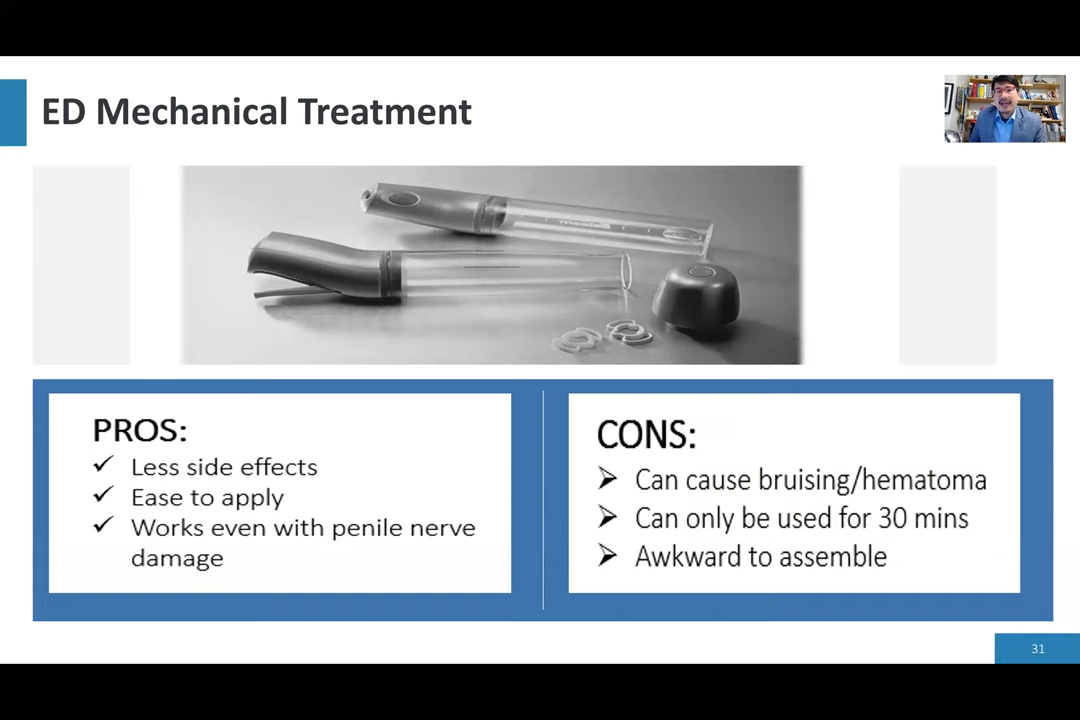 ED Mechanical Treatment
PROS:
✓ Less side effects
✓ Ease to apply
✓ Works even with penile nerve
damage
CONS:
➢ Can cause bruising/hematoma
➢ Can only be used for 30 mins
➢ Awkward to assemble
31